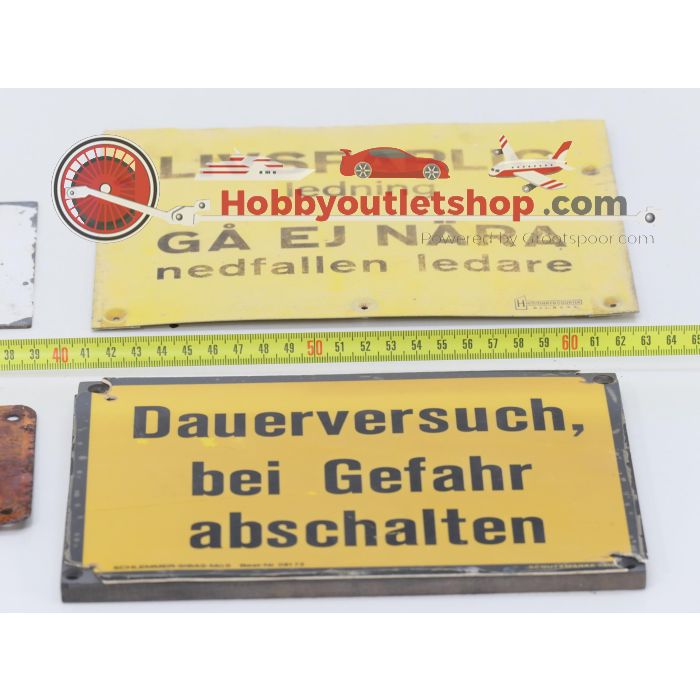 LIVSFARLIG
ledning
Hobbyoutletshop.com
Powered by Grootspoor.com
GÅ EJ NÄRA
nedfallen ledare
38 39 40 41 42 43 44 45 46 47 48 49 50 51 52 53 54 55 56 57 58 59 60 61 62 63 64 65
Dauerversuch,
bei Gefahr
abschalten